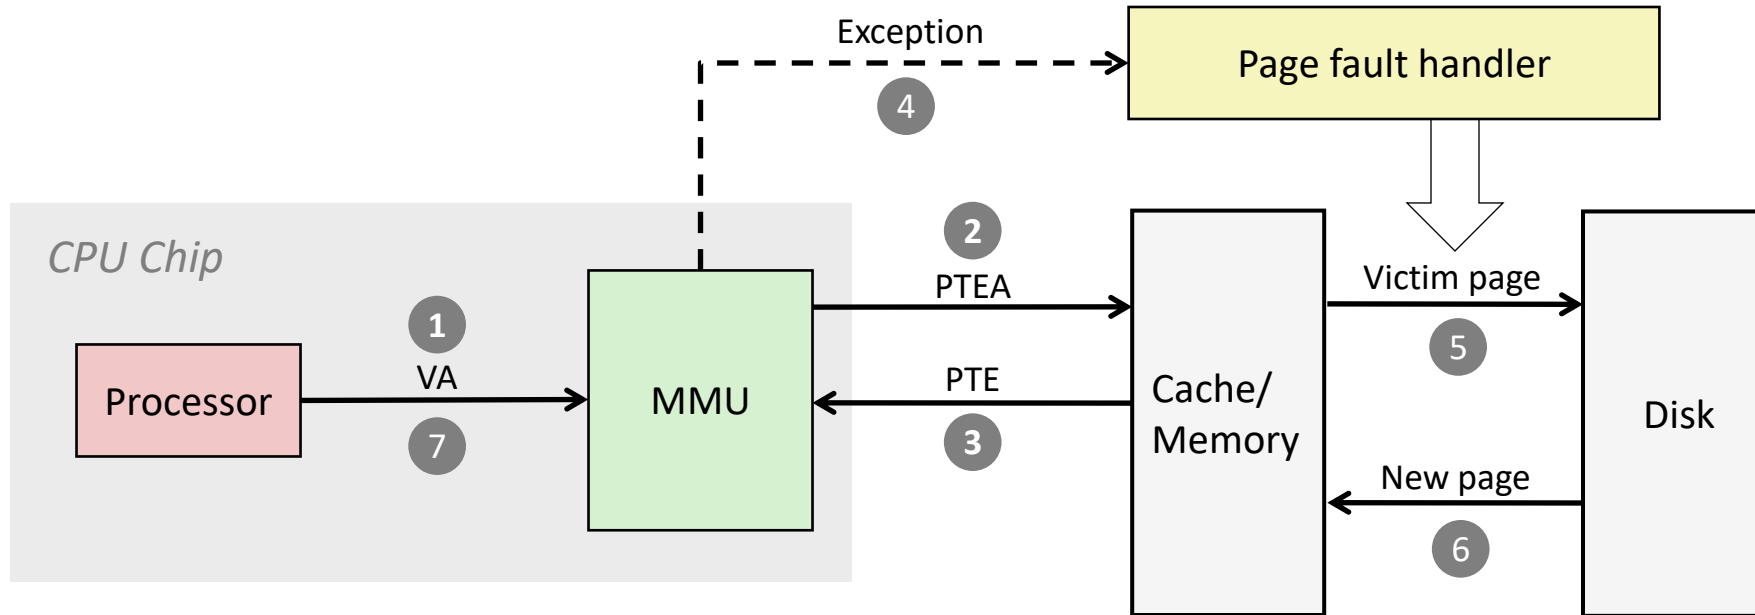 Exception
Page fault handler
4
CPU Chip
2
PTEA
Victim page
1
5
VA
PTE
Processor
MMU
Cache/
Memory
Disk
7
3
New page
6